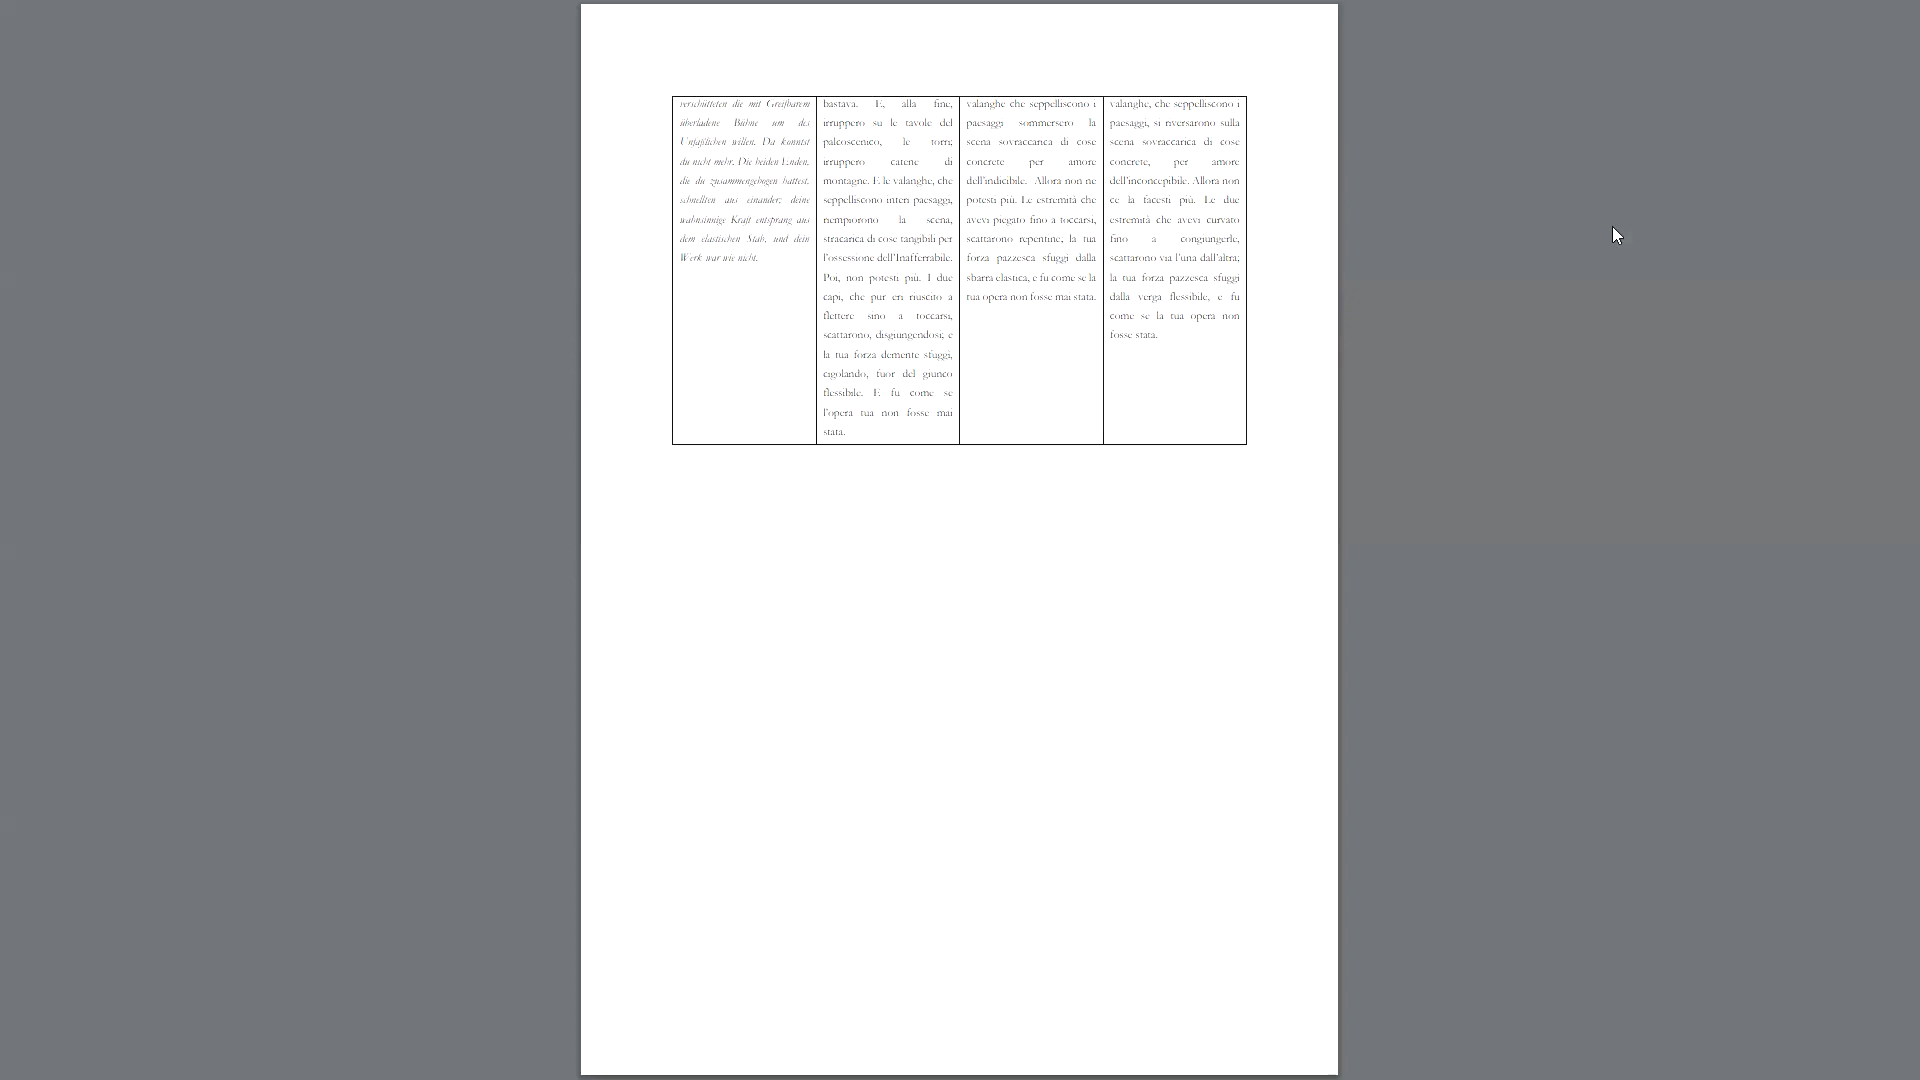 verschütteten die mit Greifbarem
überladene Bühne um des
Unfaßlichen willen. Da konntst
du nicht mehr. Die beiden Enden,
die du zusammengebogen hattest,
schnellten aus einander; deine
wahnsinnige Kraft entsprang aus
dem elastischen Stab, und dein
Werk war wie nicht.
bastava. E, alla fine,
irruppero su le tavole del
palcoscenico, le torri;
irruppero catene di
montagne. E le valanghe, che
seppelliscono interi paesaggi,
riempiorono la scena,
stracarica di cose tangibili per
l'ossessione dell'Inafferrabile.
Poi, non potesti più. I due
capi, che pur eri riuscito a
flettere sino a toccarsi,
scattarono, disgiungendosi; e
la tua forza demente sfuggì,
cigolando, fuor del giunco
flessibile. E fu come se
l'opera tua non fosse mai
stata.
valanghe che seppelliscono i
paesaggi sommersero la
scena sovraccarica di cose
concrete per amore
dell'indicibile. Allora non ne
potesti più. Le estremità che
avevi piegato fino a toccarsi,
scattarono repentine; la tua
forza pazzesca sfuggì dalla
sbarra elastica, e fu come se la
tua opera non fosse mai stata.
valanghe, che seppelliscono i
paesaggi, si riversarono sulla
scena sovraccarica di cose
concrete, per amore
dell'inconcepibile. Allora non
ce la facesti più. Le due
estremità che avevi curvato
fino a congiungerle,
scattarono via l'una dall'altra;
la tua forza pazzesca sfuggì
dalla verga flessibile, e fu
come se la tua opera non
fosse stata.